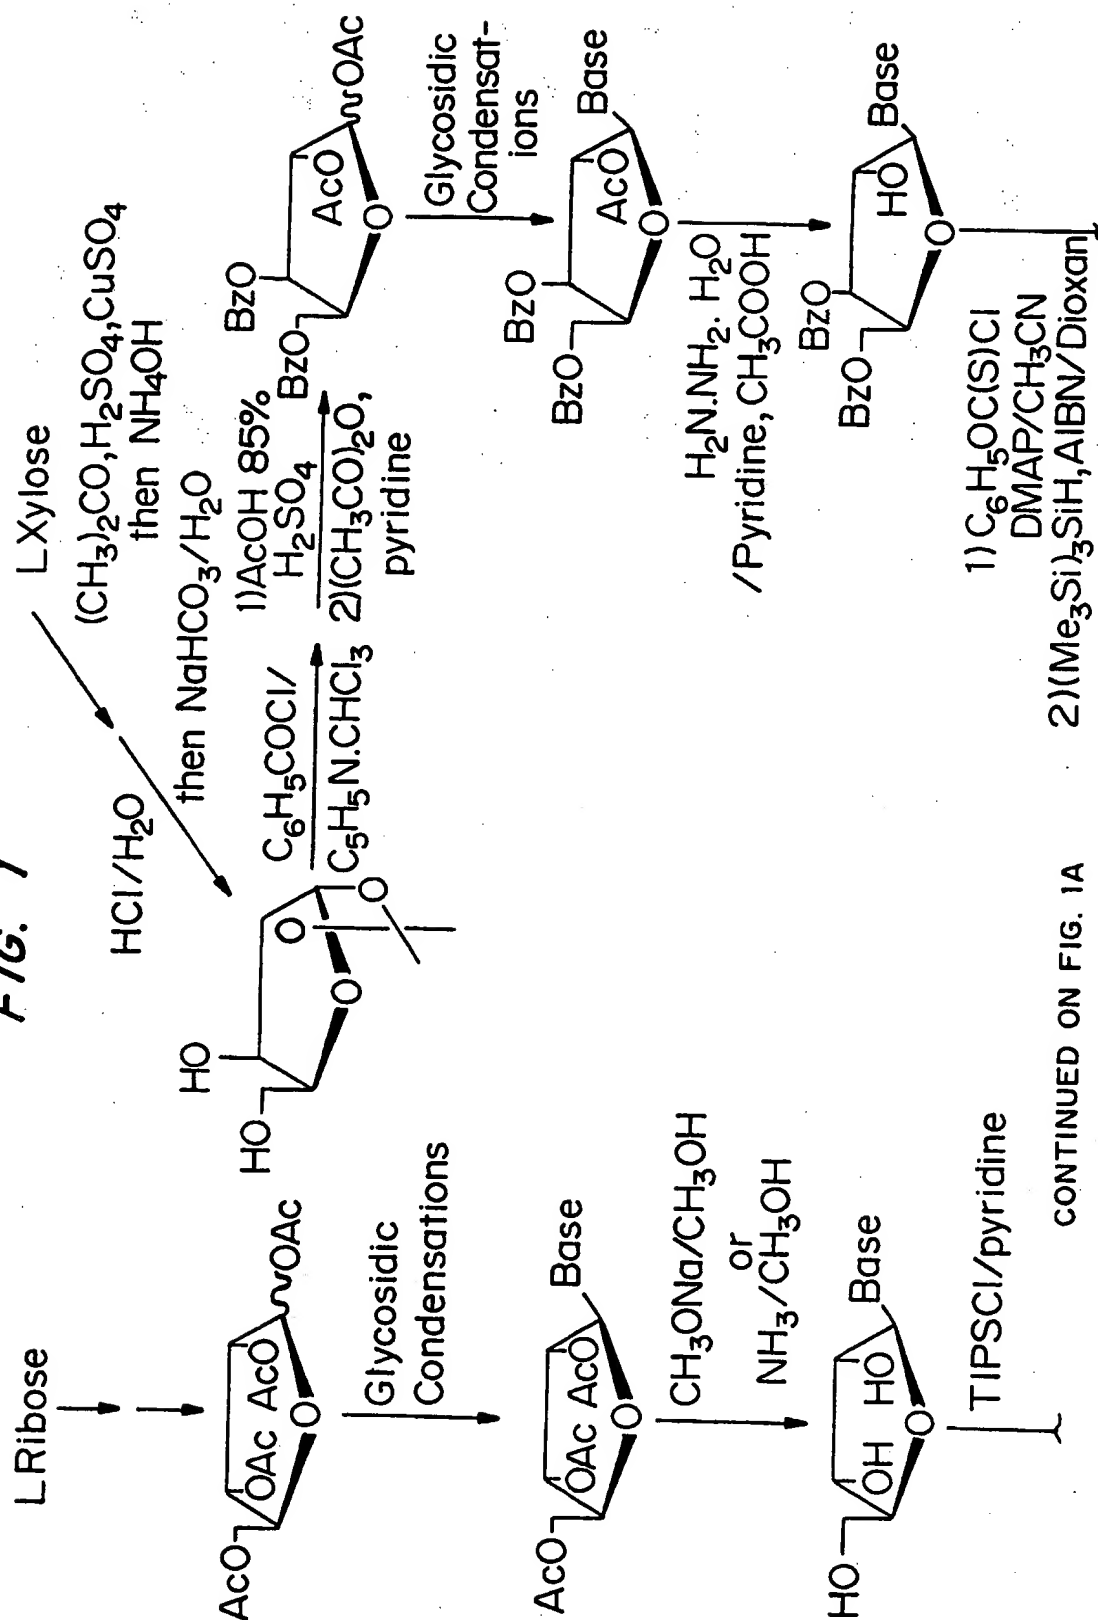 FIG. 1
LRibose
AcO
OAc AcO
OAc
O
Glycosidic
Condensations
AcO
OAc AcO
Base
O
CH3ONa/CH3OH
or
NH3/CH3OH
HO
OH HO
Base
O
TIPSCl/pyridine
LXylose
(CH3)2CO,H2SO4,CuSO4
then NH4OH
HCl/H2O
then NaHCO3/H2O
HO
HO
O
O
O
C6H5COCl/
C5H5N.CHCl3
1)AcOH 85%
H2SO4
2)(CH3CO)2O,
pyridine
BzO
BzO
AcO
OAc
O
Glycosidic
Condensat-
ions
BzO
BzO
AcO
Base
O
H2N.NH2. H2O
/Pyridine, CH3COOH
BzO
BzO
HO
Base
O
1) C6H5OC(S)Cl
DMAP/CH3CN
2)(Me3Si)3SiH,AIBN/Dioxan
CONTINUED ON FIG. 1A